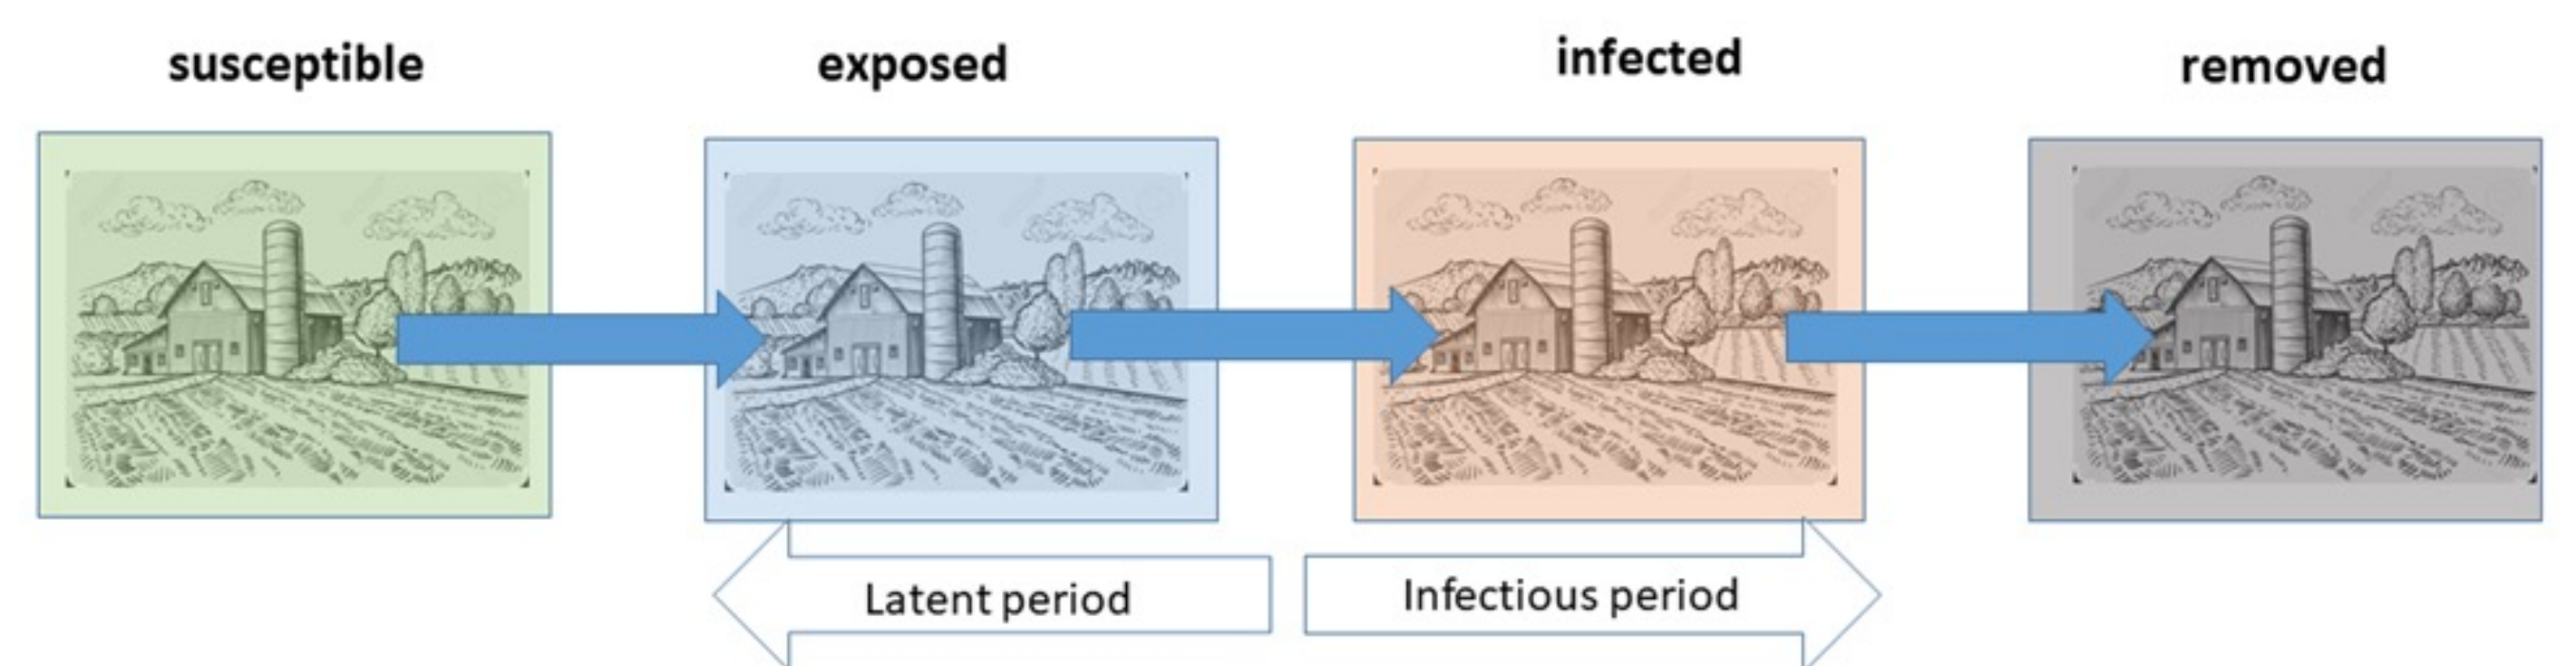 susceptible
exposed
infected
removed
Latent period
Infectious period